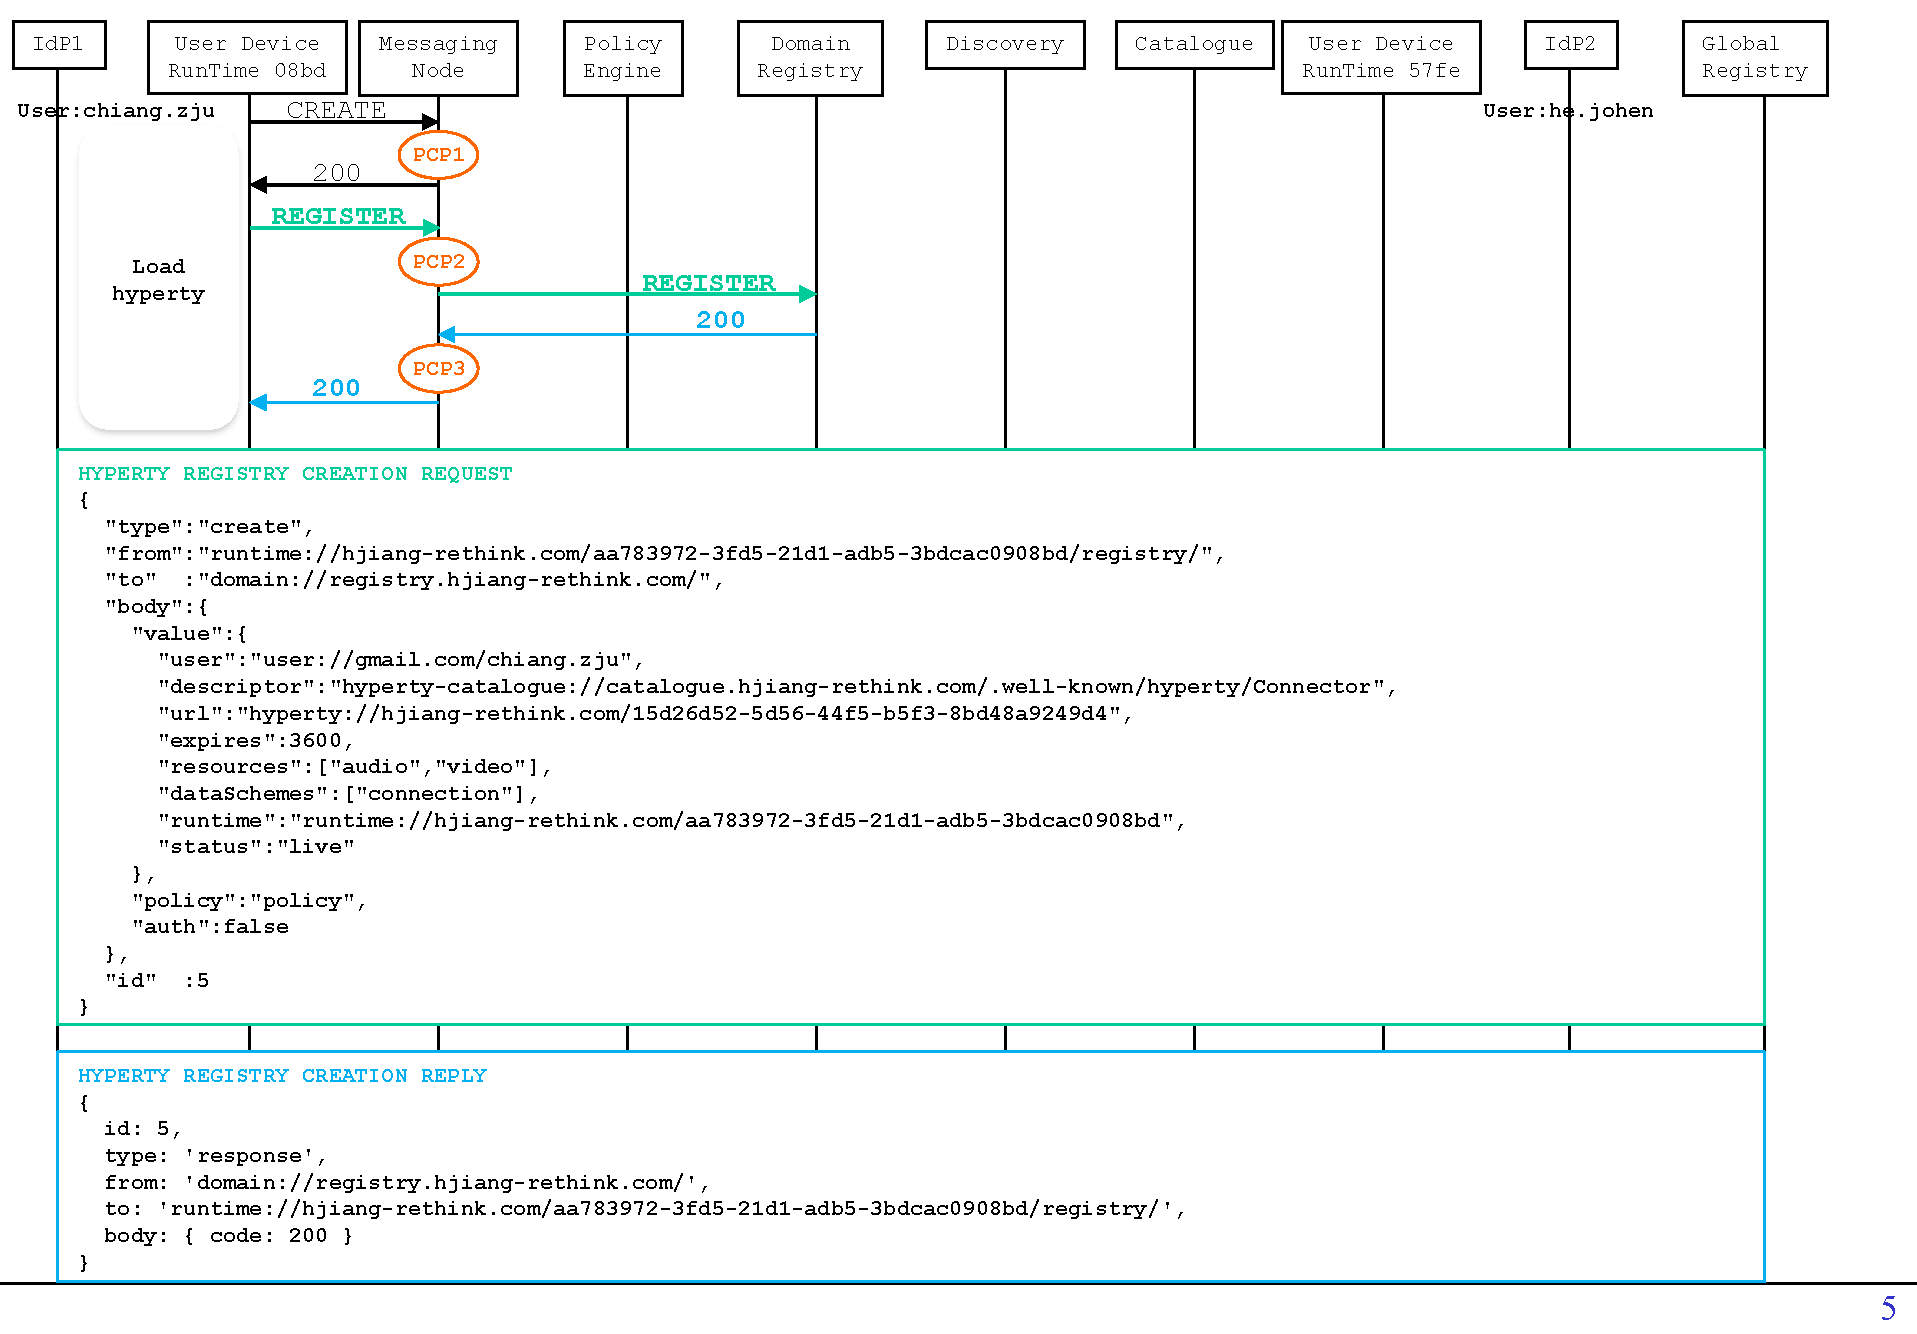 IdP1
User Device
RunTime 08bd
Messaging
Node
Policy
Engine
Domain
Registry
Discovery
Catalogue
User Device
RunTime 57fe
IdP2
Global
Registry
User:chiang.zju
User:he.johen
CREATE
PCP1
200
REGISTER
PCP2
REGISTER
200
PCP3
200
Load
hyperty
HYPERTY REGISTRY CREATION REQUEST
{
  "type":"create",
  "from":"runtime://hjiang-rethink.com/aa783972-3fd5-21d1-adb5-3bdcac0908bd/registry/",
  "to"  :"domain://registry.hjiang-rethink.com/",
  "body":{
    "value":{
      "user":"user://gmail.com/chiang.zju",
      "descriptor":"hyperty-catalogue://catalogue.hjiang-rethink.com/.well-known/hyperty/Connector",
      "url":"hyperty://hjiang-rethink.com/15d26d52-5d56-44f5-b5f3-8bd48a9249d4",
      "expires":3600,
      "resources":["audio","video"],
      "dataSchemes":["connection"],
      "runtime":"runtime://hjiang-rethink.com/aa783972-3fd5-21d1-adb5-3bdcac0908bd",
      "status":"live"
    },
    "policy":"policy",
    "auth":false
  },
  "id"  :5
}
HYPERTY REGISTRY CREATION REPLY
{
  id: 5,
  type: 'response',
  from: 'domain://registry.hjiang-rethink.com/',
  to: 'runtime://hjiang-rethink.com/aa783972-3fd5-21d1-adb5-3bdcac0908bd/registry/',
  body: { code: 200 }
}
5